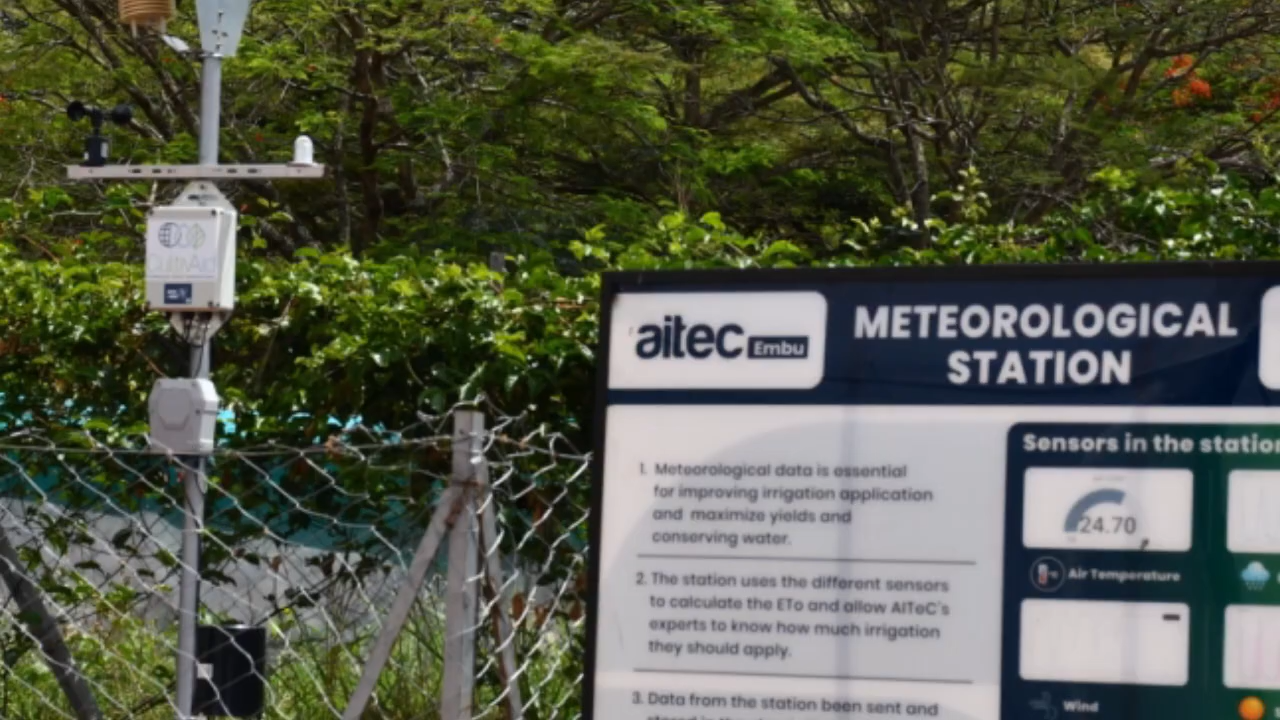 CultivAid
aitec Embu
METEOROLOGICAL
STATION
1. Meteorological data is essential
for improving irrigation application
and maximize yields and
conserving water.
2. The station uses the different sensors
to calculate the ETo and allow AITeC's
experts to know how much irrigation
they should apply.
3. Data from the station been sent and
Sensors in the station
24.70
Air Temperature
Wind